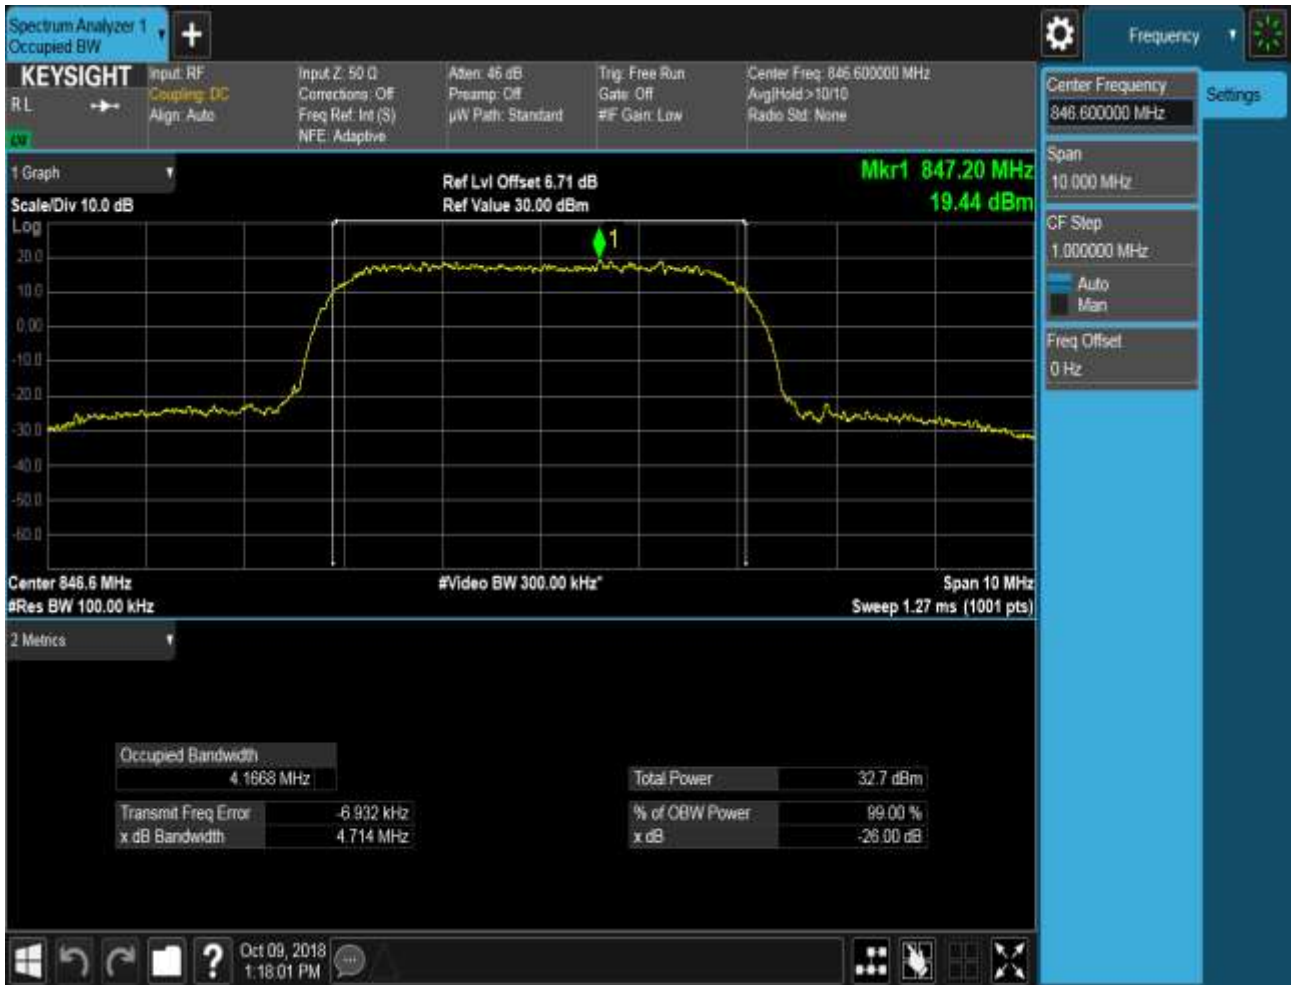 Spectrum Analyzer 1
Occupied BW
Frequency
KEYSIGHT
R L
Input: RF
Coupling: DC
Align: Auto
Input Z: 50 Ω
Corrections: Off
Freq Ref: Int (S)
NFE: Adaptive
Atten: 46 dB
Preamp: Off
µW Path: Standard
Trig: Free Run
Gate: Off
#IF Gain: Low
Center Freq: 846.600000 MHz
Avg|Hold:>10/10
Radio Std: None
Center Frequency
846.600000 MHz
Settings
Span
10.000 MHz
CF Step
1.000000 MHz
Auto
Man
Freq Offset
0 Hz
1 Graph
Scale/Div 10.0 dB
Ref Lvl Offset 6.71 dB
Ref Value 30.00 dBm
Mkr1 847.20 MHz
19.44 dBm
Log
20.0
10.0
0.00
-10.0
-20.0
-30.0
-40.0
-50.0
-60.0
1
Center 846.6 MHz
#Res BW 100.00 kHz
#Video BW 300.00 kHz*
Span 10 MHz
Sweep 1.27 ms (1001 pts)
2 Metrics
Occupied Bandwidth
4.1668 MHz
Transmit Freq Error -6.932 kHz
x dB Bandwidth 4.714 MHz
Total Power 32.7 dBm
% of OBW Power 99.00 %
x dB -26.00 dB
Oct 09, 2018
1:18:01 PM